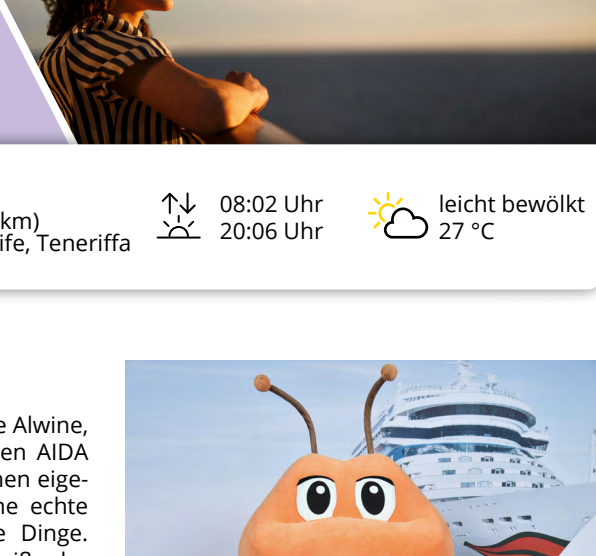 km)
ife, Teneriffa
08:02 Uhr
20:06 Uhr
leicht bewölkt
27 °C
e Alwine,
en AIDA
nen eige-
ne echte
e Dinge.